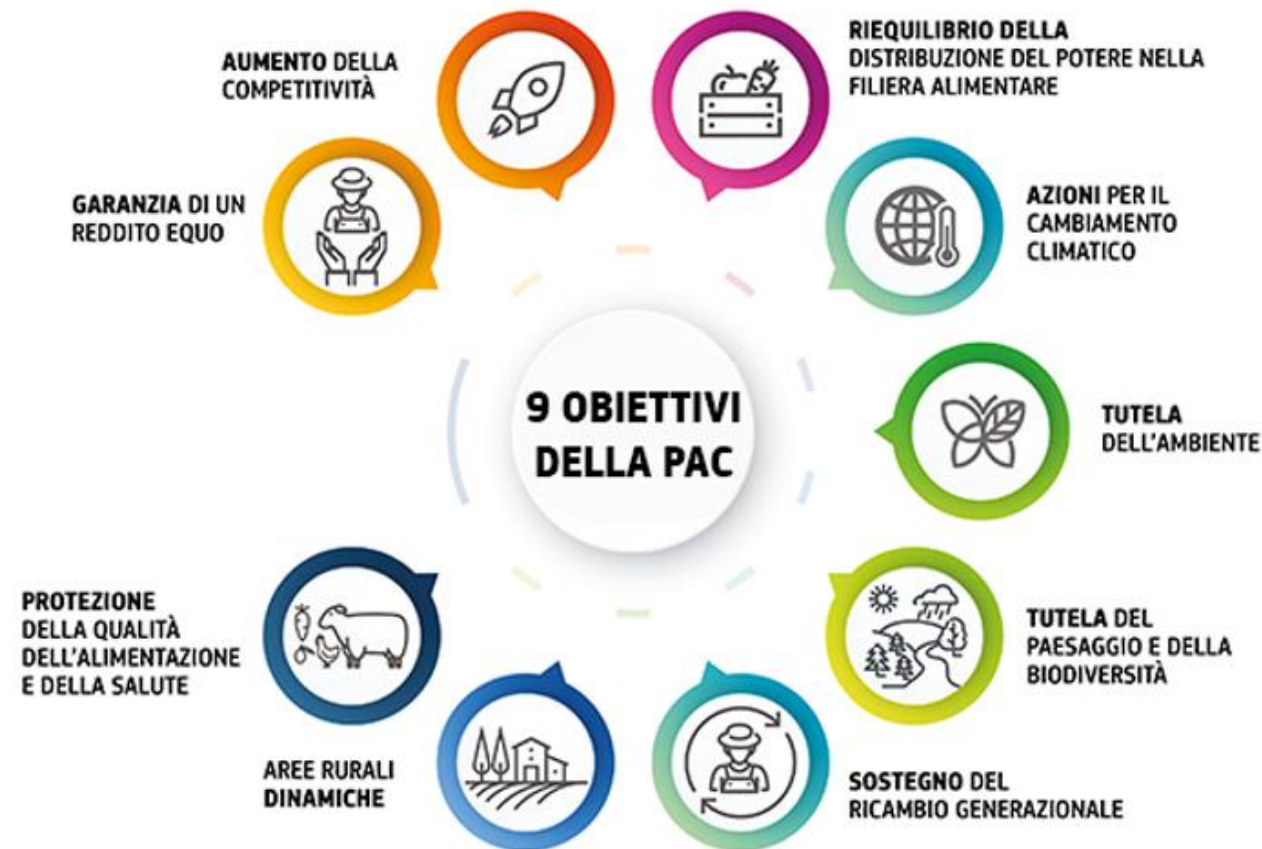 AUMENTO DELLA
COMPETITIVITÀ
RIEQUILIBRIO DELLA
DISTRIBUZIONE DEL POTERE NELLA
FILIERA ALIMENTARE
GARANZIA DI UN
REDDITO EQUO
AZIONI PER IL
CAMBIAMENTO
CLIMATICO
9 OBIETTIVI
DELLA PAC
TUTELA
DELL'AMBIENTE
PROTEZIONE
DELLA QUALITÀ
DELL'ALIMENTAZIONE
E DELLA SALUTE
TUTELA DEL
PAESAGGIO E DELLA
BIODIVERSITÀ
AREE RURALI
DINAMICHE
SOSTEGNO DEL
RICAMBIO GENERAZIONALE